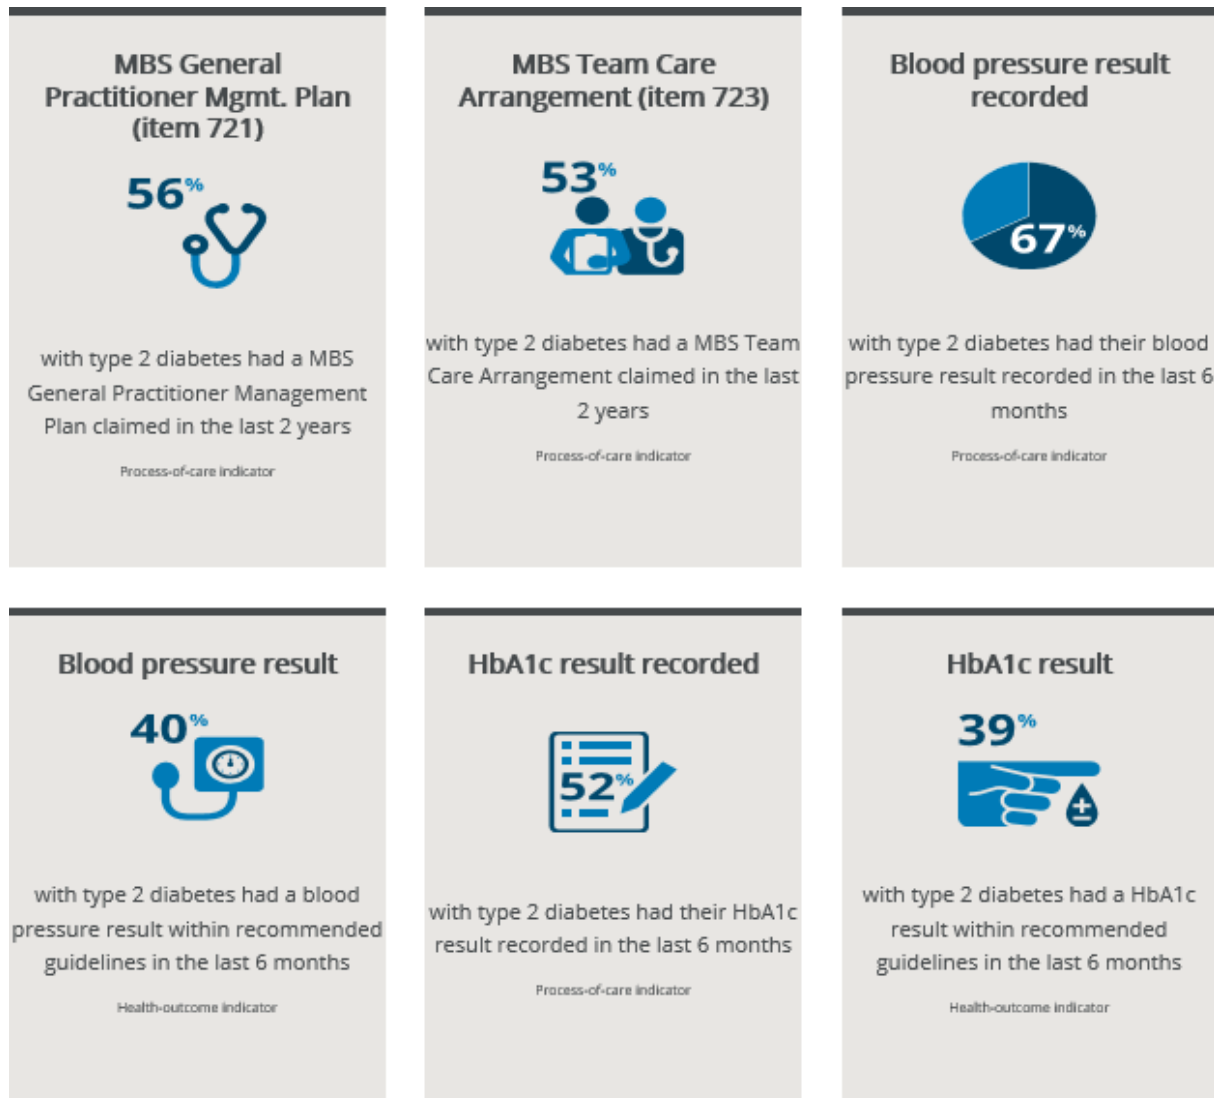 MBS General
Practitioner Mgmt. Plan
(item 721)
56%
with type 2 diabetes had a MBS
General Practitioner Management
Plan claimed in the last 2 years
Process-of-care indicator
MBS Team Care
Arrangement (item 723)
53%
with type 2 diabetes had a MBS Team
Care Arrangement claimed in the last
2 years
Process-of-care indicator
Blood pressure result
recorded
67%
with type 2 diabetes had their blood
pressure result recorded in the last 6
months
Process-of-care indicator
Blood pressure result
40%
with type 2 diabetes had a blood
pressure result within recommended
guidelines in the last 6 months
Health-outcome indicator
HbA1c result recorded
52%
with type 2 diabetes had their HbA1c
result recorded in the last 6 months
Process-of-care indicator
HbA1c result
39%
with type 2 diabetes had a HbA1c
result within recommended
guidelines in the last 6 months
Health-outcome indicator